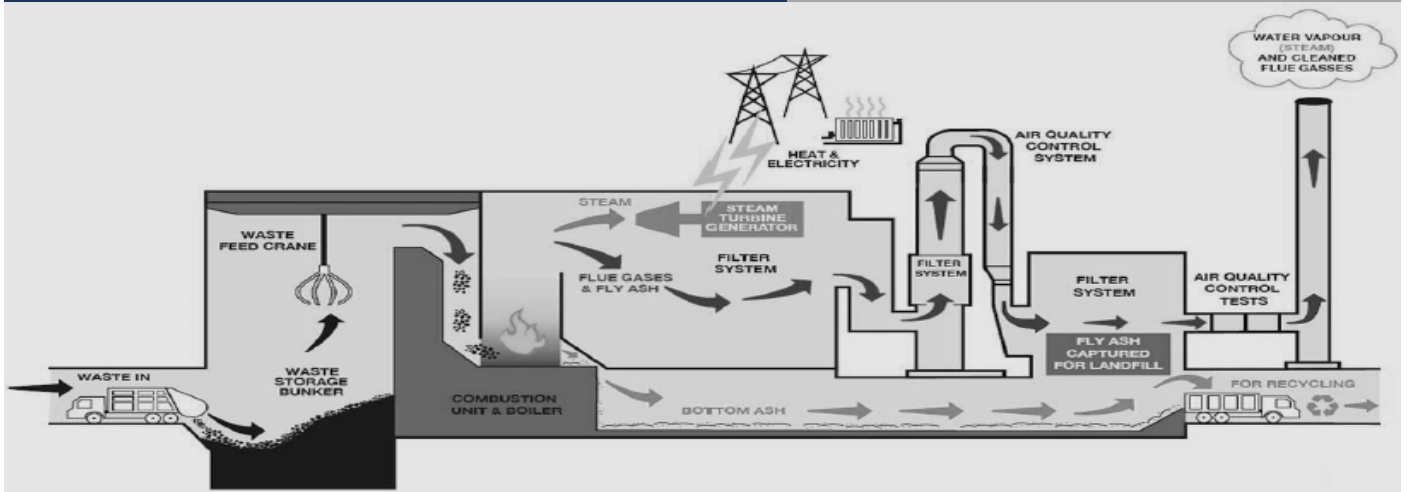 WATER VAPOUR
(STEAM)
AND CLEANED
FLUE GASSES
HEAT &
ELECTRICITY
AIR QUALITY
CONTROL
SYSTEM
STEAM
STEAM
TURBINE
GENERATOR
WASTE
FEED CRANE
FILTER
SYSTEM
FLUE GASES
& FLY ASH
FILTER
SYSTEM
FILTER
SYSTEM
AIR QUALITY
CONTROL
TESTS
FLY ASH
CAPTURED
FOR LANDFILL
WASTE IN
WASTE
STORAGE
BUNKER
COMBUSTION
UNIT & BOILER
BOTTOM ASH
FOR RECYCLING